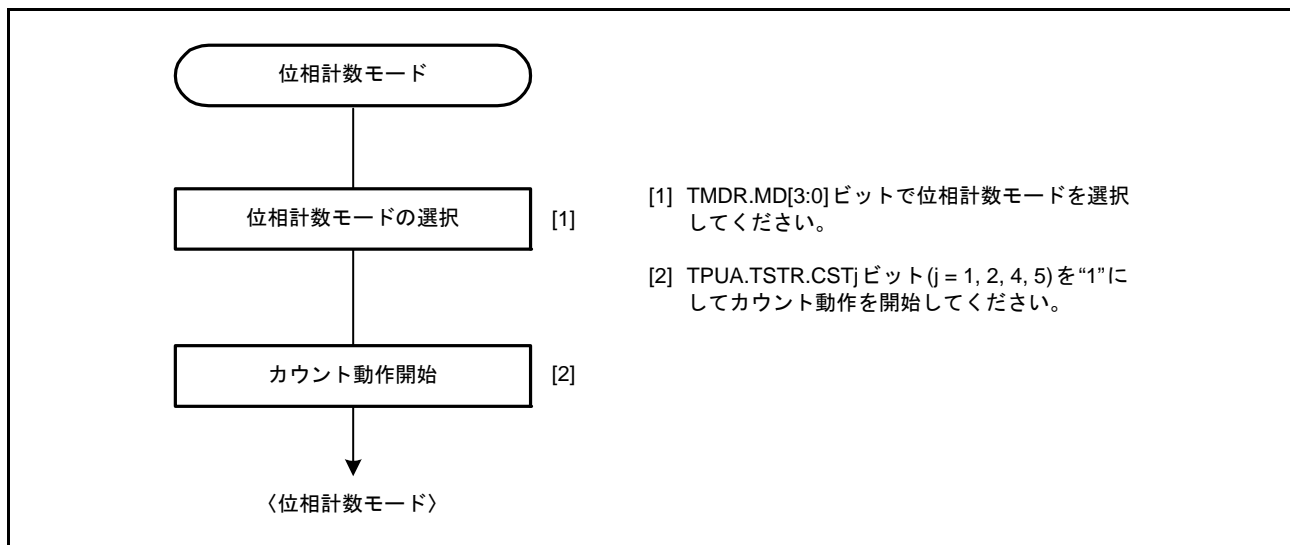 位相計数モード
位相計数モードの選択
[1]
[1] TMDR.MD[3:0]ビットで位相計数モードを選択
してください。
[2] TPUA.TSTR.CSTjビット(j = 1, 2, 4, 5)を“1”に
してカウント動作を開始してください。
カウント動作開始
[2]
〈位相計数モード〉